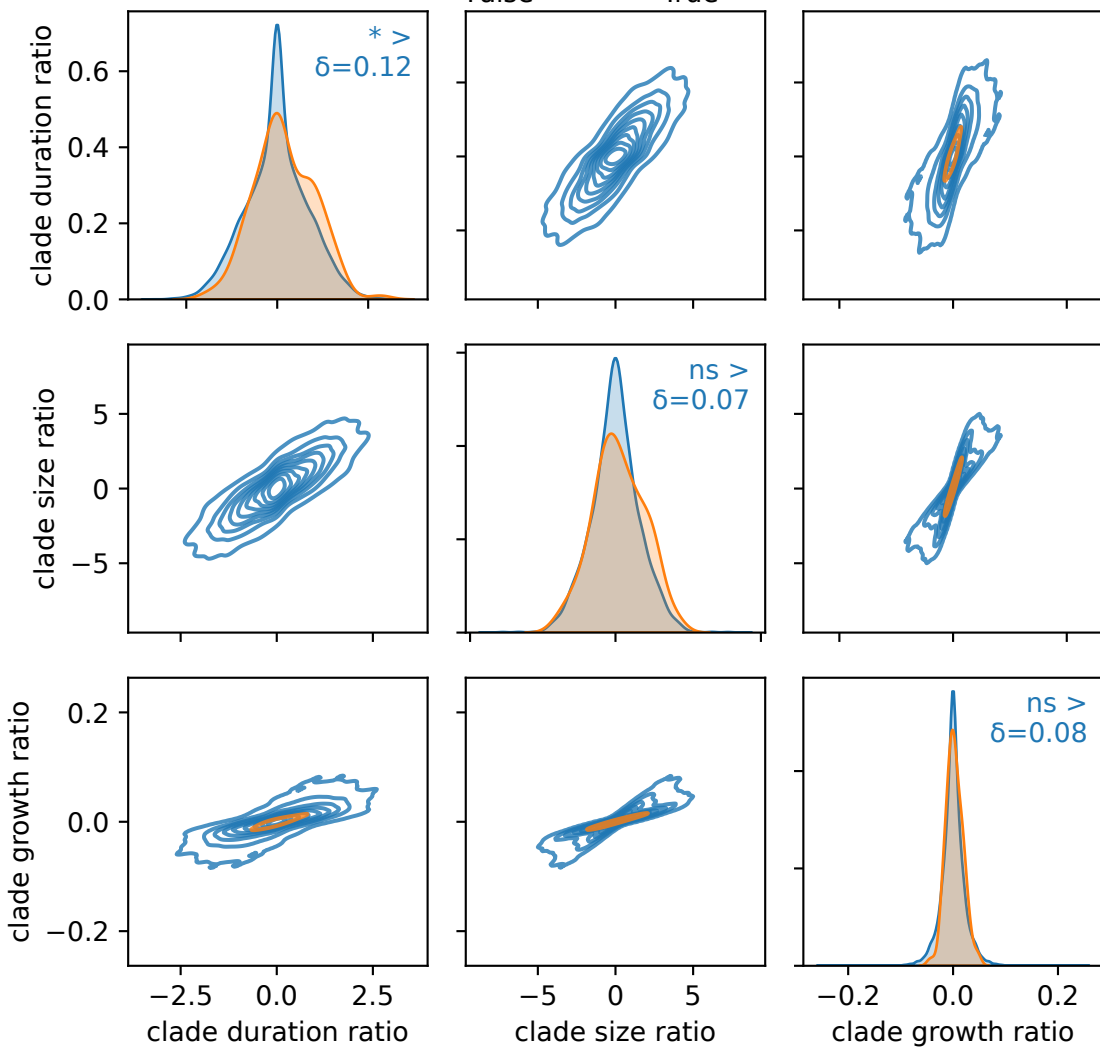 clade duration ratio
0.6
0.4
0.2
0.0
* >
δ=0.12
clade size ratio
5
0
−5
ns >
δ=0.07
clade growth ratio
0.2
0.0
−0.2
ns >
δ=0.08
−2.5 0.0 2.5
−5 0 5
−0.2 0.0 0.2
clade duration ratio
clade size ratio
clade growth ratio